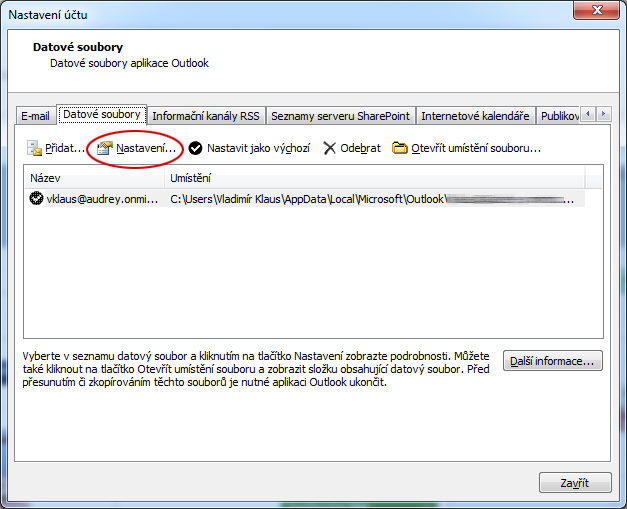 Nastavení účtu
Datové soubory
Datové soubory aplikace Outlook
E-mail Datové soubory Informační kanály RSS Seznamy serveru SharePoint Internetové kalendáře Publikov
Přidat... Nastavení... Nastavit jako výchozí Odebrat Otevřít umístění souboru...
Název Umístění
vklaus@audrey.onmi... C:\Users\Vladimír Klaus\AppData\Local\Microsoft\Outlook\ ...
Vyberte v seznamu datový soubor a kliknutím na tlačítko Nastavení zobrazte podrobnosti. Můžete
také kliknout na tlačítko Otevřít umístění souboru a zobrazit složku obsahující datový soubor. Před
přesunutím či zkopírováním těchto souborů je nutné aplikaci Outlook ukončit.
Další informace...
Zavřít